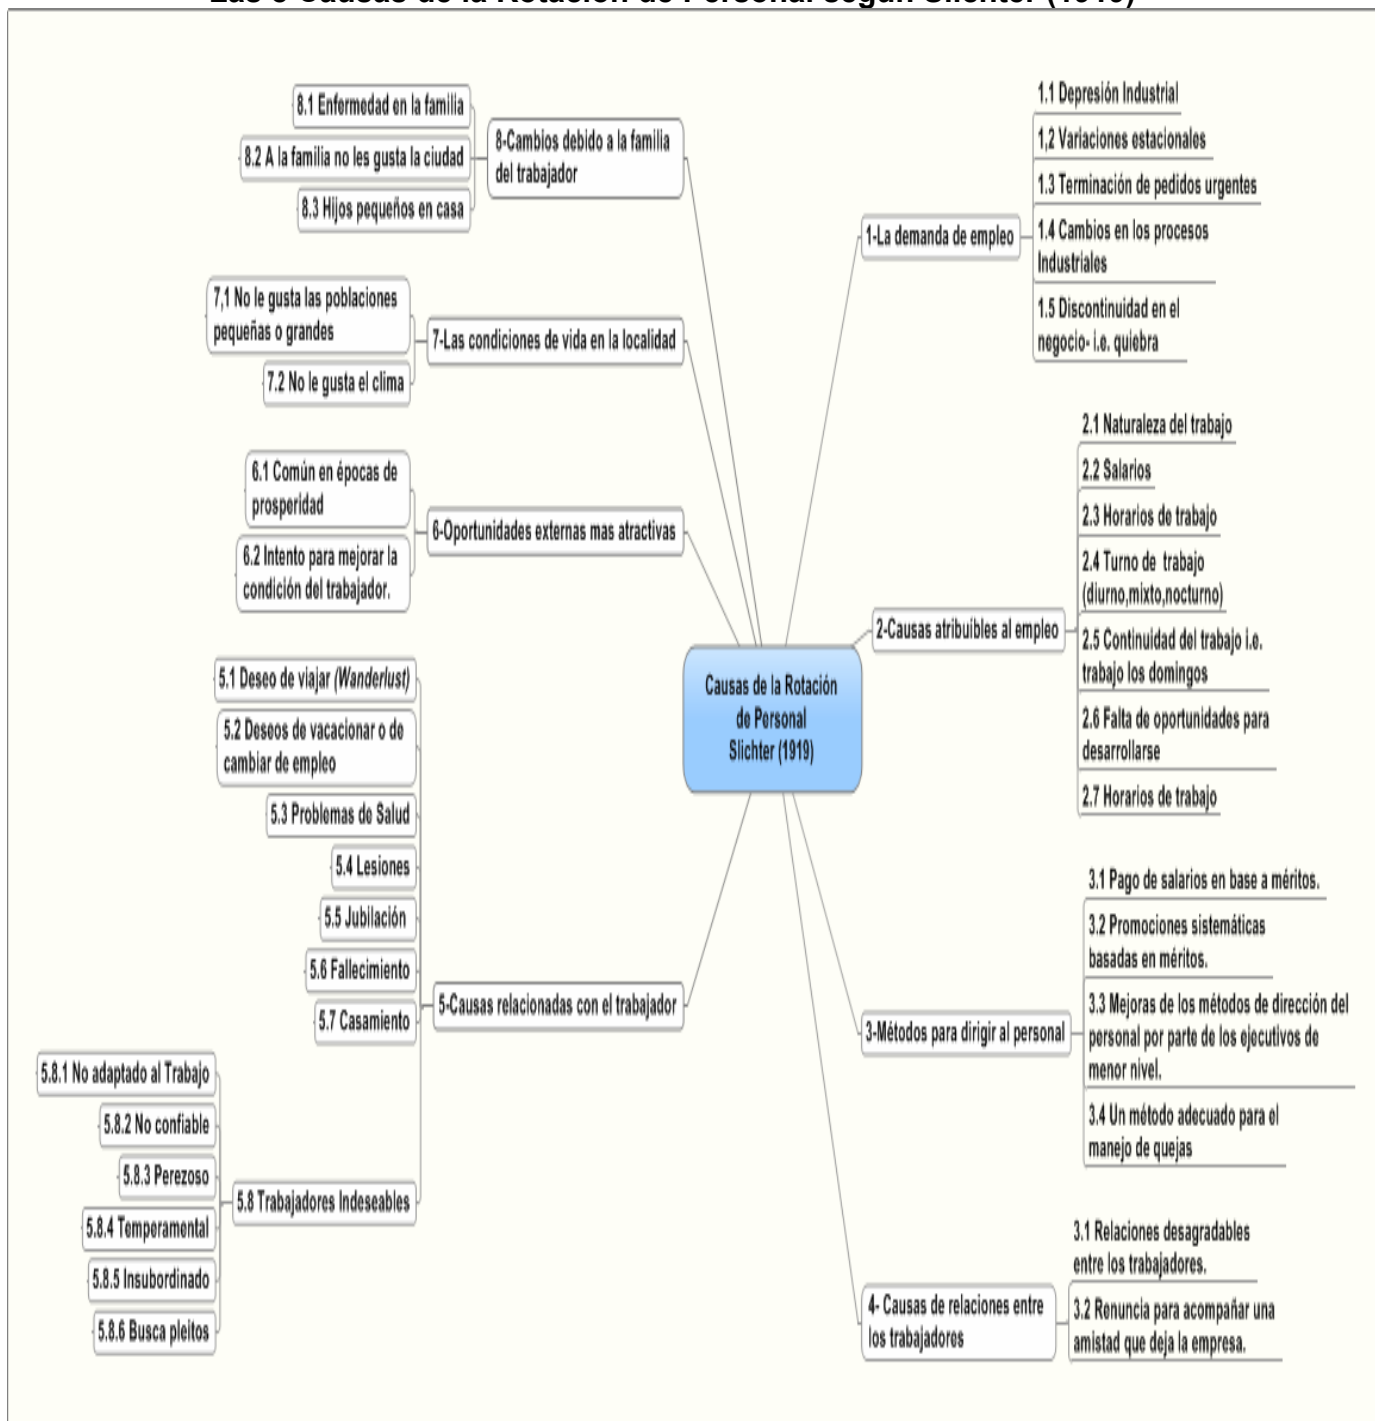 Las 8 Causas de la Rotación de Personal según Slichter (1919)
Causas de la Rotación
de Personal
Slichter (1919)
1-La demanda de empleo
1.1 Depresión Industrial
1,2 Variaciones estacionales
1.3 Terminación de pedidos urgentes
1.4 Cambios en los procesos
Industriales
1.5 Discontinuidad en el
negocio- i.e. quiebra
2-Causas atribuibles al empleo
2.1 Naturaleza del trabajo
2.2 Salarios
2.3 Horarios de trabajo
2.4 Turno de trabajo
(diurno,mixto,nocturno)
2.5 Continuidad del trabajo i.e.
trabajo los domingos
2.6 Falta de oportunidades para
desarrollarse
2.7 Horarios de trabajo
3-Métodos para dirigir al personal
3.1 Pago de salarios en base a méritos.
3.2 Promociones sistemáticas
basadas en méritos.
3.3 Mejoras de los métodos de dirección del
personal por parte de los ejecutivos de
menor nivel.
3.4 Un método adecuado para el
manejo de quejas
4- Causas de relaciones entre
los trabajadores
3.1 Relaciones desagradables
entre los trabajadores.
3.2 Renuncia para acompañar una
amistad que deja la empresa.
5-Causas relacionadas con el trabajador
5.1 Deseo de viajar (Wanderlust)
5.2 Deseos de vacacionar o de
cambiar de empleo
5.3 Problemas de Salud
5.4 Lesiones
5.5 Jubilación
5.6 Fallecimiento
5.7 Casamiento
5.8 Trabajadores Indeseables
5.8.1 No adaptado al Trabajo
5.8.2 No confiable
5.8.3 Perezoso
5.8.4 Temperamental
5.8.5 Insubordinado
5.8.6 Busca pleitos
6-Oportunidades externas mas atractivas
6.1 Común en épocas de
prosperidad
6.2 Intento para mejorar la
condición del trabajador.
7-Las condiciones de vida en la localidad
7,1 No le gusta las poblaciones
pequeñas o grandes
7.2 No le gusta el clima
8-Cambios debido a la familia
del trabajador
8.1 Enfermedad en la familia
8.2 A la familia no les gusta la ciudad
8.3 Hijos pequeños en casa